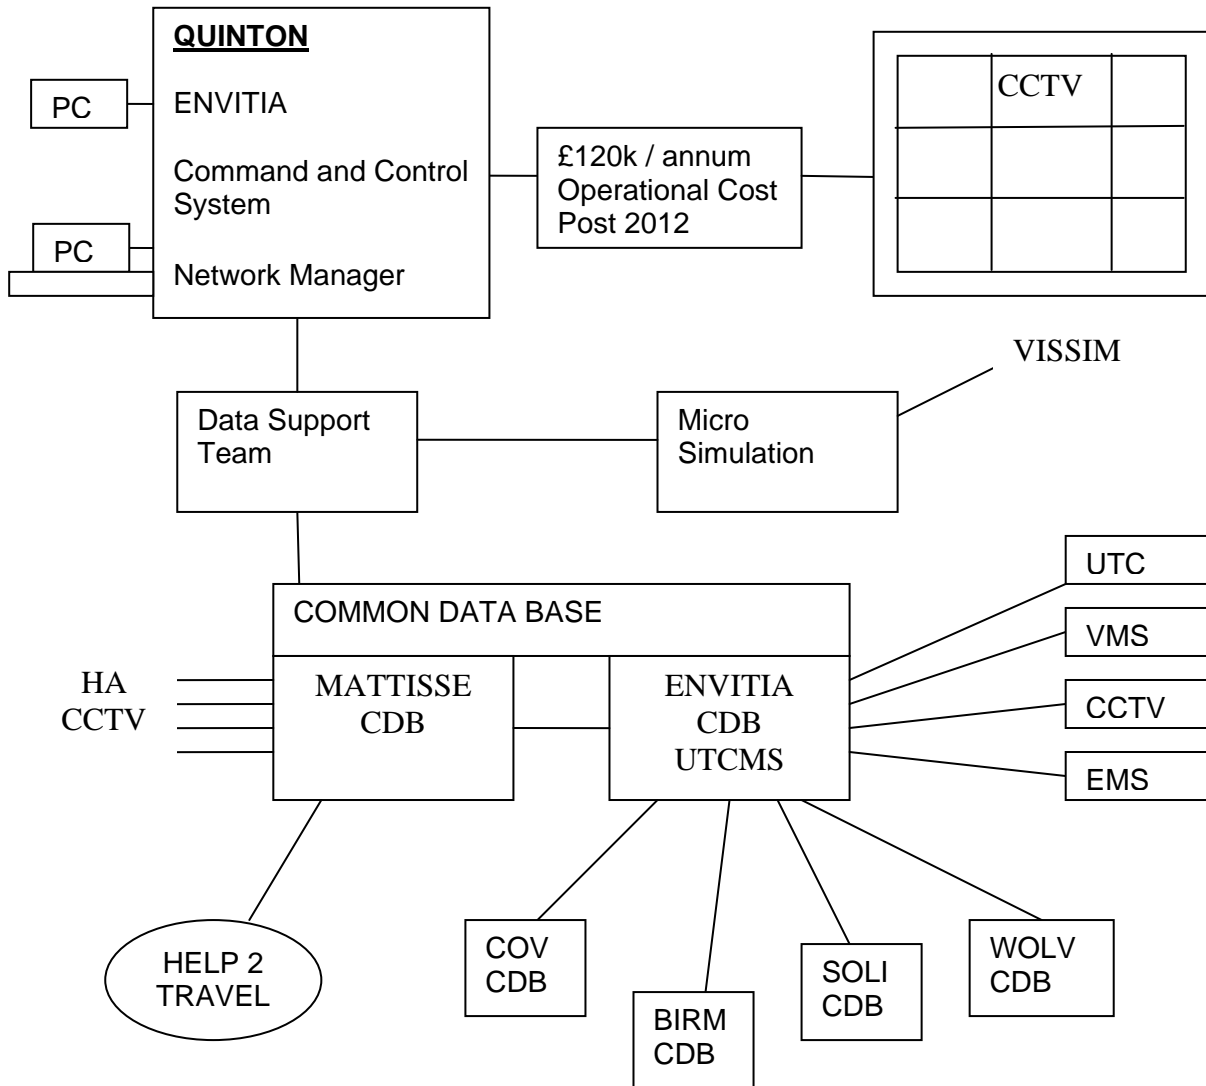 QUINTON
ENVITIA
Command and Control
System
Network Manager
PC
PC
£120k / annum
Operational Cost
Post 2012
CCTV
VISSIM
Data Support
Team
Micro
Simulation
COMMON DATA BASE
HA
CCTV
MATTISSE
CDB
ENVITIA
CDB
UTCMS
UTC
VMS
CCTV
EMS
HELP 2
TRAVEL
COV
CDB
BIRM
CDB
SOLI
CDB
WOLV
CDB